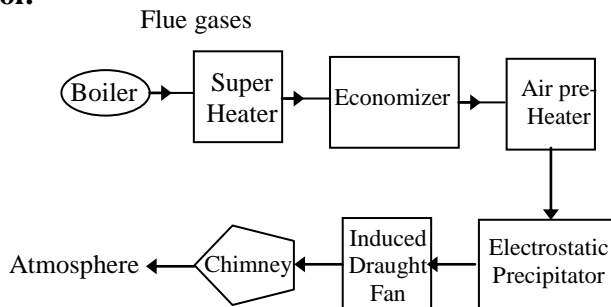 Flue gases
Boiler
Super
Heater
Economizer
Air pre-
Heater
Electrostatic
Precipitator
Induced
Draught
Fan
Chimney
Atmosphere